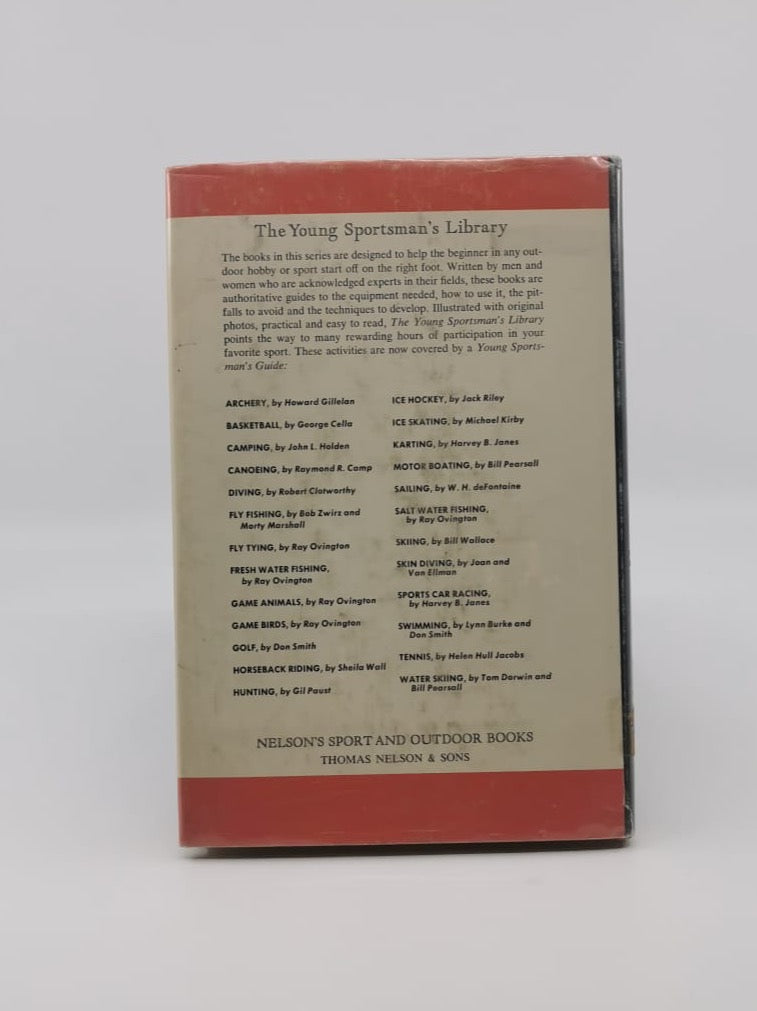 The Young Sportsman's Library
The books in this series are designed to help the beginner in any out-
door hobby or sport start off on the right foot. Written by men and
women who are acknowledged experts in their fields, these books are
authoritative guides to the equipment needed, how to use it, the pit-
falls to avoid and the techniques to develop. Illustrated with original
photos, practical and easy to read, The Young Sportsman's Library
points the way to many rewarding hours of participation in your
favorite sport. These activities are now covered by a Young Sports-
man's Guide:
ARCHERY, by Howard Gillelan
BASKETBALL, by George Cella
CAMPING, by John L. Holden
CANOEING, by Raymond R. Camp
DIVING, by Robert Clotworthy
FLY FISHING, by Bob Zwirz and
Morty Marshall
FLY TYING, by Ray Ovington
FRESH WATER FISHING,
by Ray Ovington
GAME ANIMALS, by Ray Ovington
GAME BIRDS, by Ray Ovington
GOLF, by Don Smith
HORSEBACK RIDING, by Sheila Wall
HUNTING, by Gil Paust
ICE HOCKEY, by Jack Riley
ICE SKATING, by Michael Kirby
KARTING, by Harvey B. Janes
MOTOR BOATING, by Bill Pearsall
SAILING, by W. H. deFontaine
SALT WATER FISHING,
by Ray Ovington
SKIING, by Bill Wallace
SKIN DIVING, by Joan and
Van Ellman
SPORTS CAR RACING,
by Harvey B. Janes
SWIMMING, by Lynn Burke and
Don Smith
TENNIS, by Helen Hull Jacobs
WATER SKIING, by Tom Dorwin and
Bill Pearsall
NELSON'S SPORT AND OUTDOOR BOOKS
THOMAS NELSON & SONS